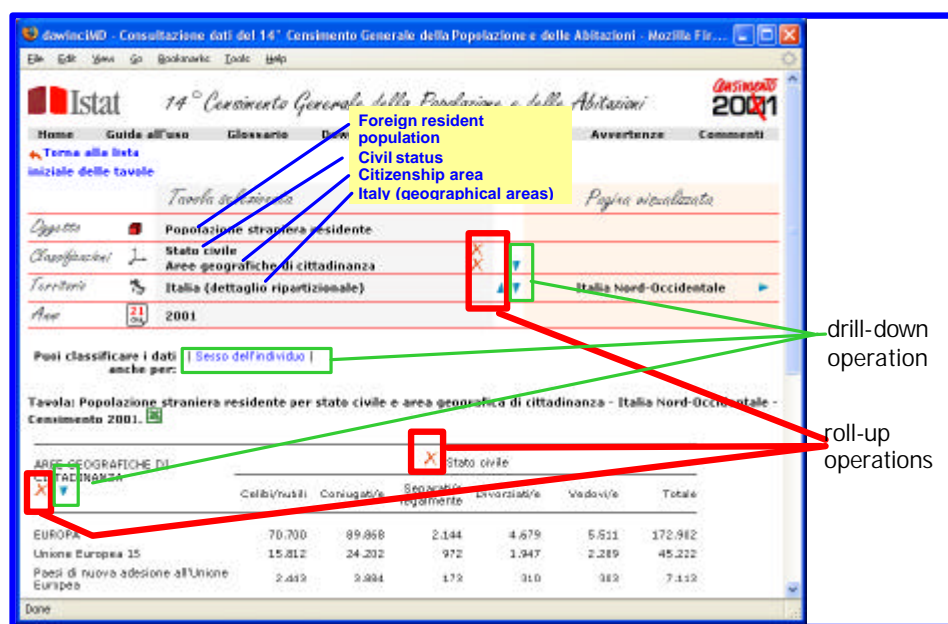 dawinciMD - Consultazione dati del 14° Censimento Generale della Popolazione e delle Abitazioni - Mozilla Fir...
File Edit View Go Bookmarks Tools Help
Istat 14° Censimento Generale della Popolazione e delle Abitazioni Censimento 2001
Home Guida all'uso Glossario Avvertenze Commenti
Torna alla lista
iniziale delle tavole
Foreign resident
population
Civil status
Citizenship area
Italy (geographical areas)
Tavola selezionata Pagina visualizzata
Oggetto Popolazione straniera residente
Classificazioni Stato civile
Aree geografiche di cittadinanza
Territorio Italia (dettaglio ripartizionale) Italia Nord-Occidentale
Anno 21 2001
Puoi classificare i dati | Sesso dell'individuo |
anche per:
drill-down
operation
Tavola: Popolazione straniera residente per stato civile e area geografica di cittadinanza - Italia Nord-Occidentale -
Censimento 2001.
roll-up
operations
AREE GEOGRAFICHE DI
CITTADINANZA
Stato civile
Celibi/nubili Coniugati/e Separati/e legalmente Divorziati/e Vedovi/e Totale
EUROPA 70.700 89.868 2.144 4.679 5.511 172.902
Unione Europea 15 15.812 24.202 972 1.947 2.289 45.222
Paesi di nuova adesione all'Unione
Europea 173 310
Done